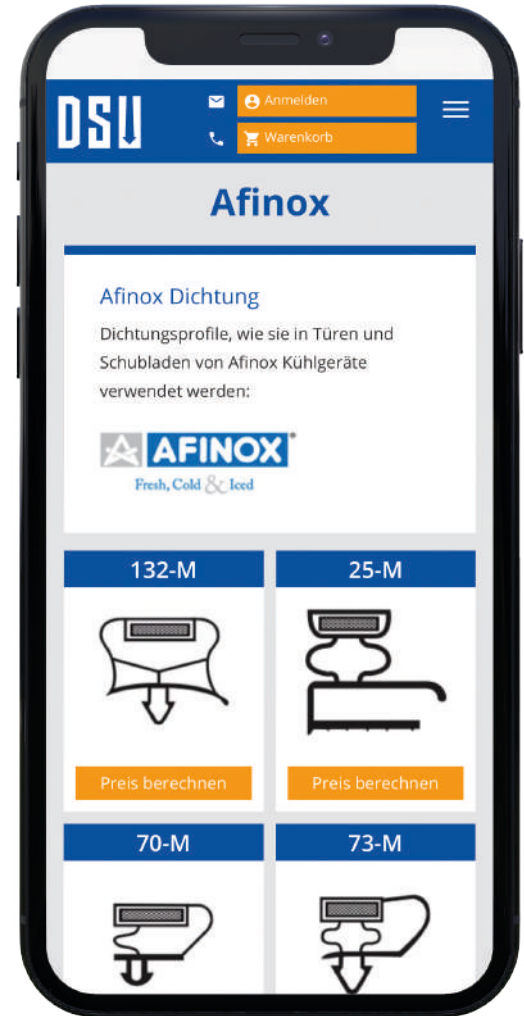 DSU
Anmelden
Warenkorb
Afinox
Afinox Dichtung
Dichtungsprofile, wie sie in Türen und
Schubladen von Afinox Kühlgeräte
verwendet werden:
AFINOX
Fresh, Cold & Iced
132-M
25-M
Preis berechnen
Preis berechnen
70-M
73-M